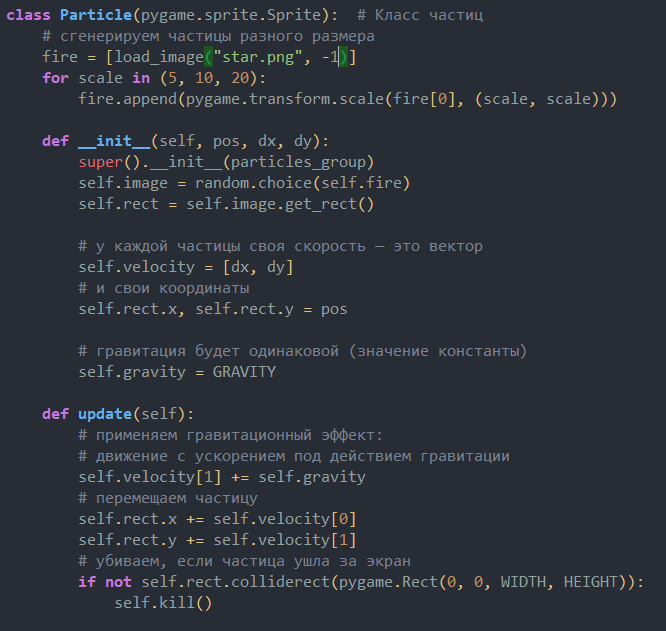 class Particle(pygame.sprite.Sprite):  # Класс частиц
    # сгенерируем частицы разного размера
    fire = [load_image("star.png", -1)]
    for scale in (5, 10, 20):
        fire.append(pygame.transform.scale(fire[0], (scale, scale)))

    def __init__(self, pos, dx, dy):
        super().__init__(particles_group)
        self.image = random.choice(self.fire)
        self.rect = self.image.get_rect()

        # у каждой частицы своя скорость — это вектор
        self.velocity = [dx, dy]
        # и свои координаты
        self.rect.x, self.rect.y = pos

        # гравитация будет одинаковой (значение константы)
        self.gravity = GRAVITY

    def update(self):
        # применяем гравитационный эффект:
        # движение с ускорением под действием гравитации
        self.velocity[1] += self.gravity
        # перемещаем частицу
        self.rect.x += self.velocity[0]
        self.rect.y += self.velocity[1]
        # убиваем, если частица ушла за экран
        if not self.rect.colliderect(pygame.Rect(0, 0, WIDTH, HEIGHT)):
            self.kill()